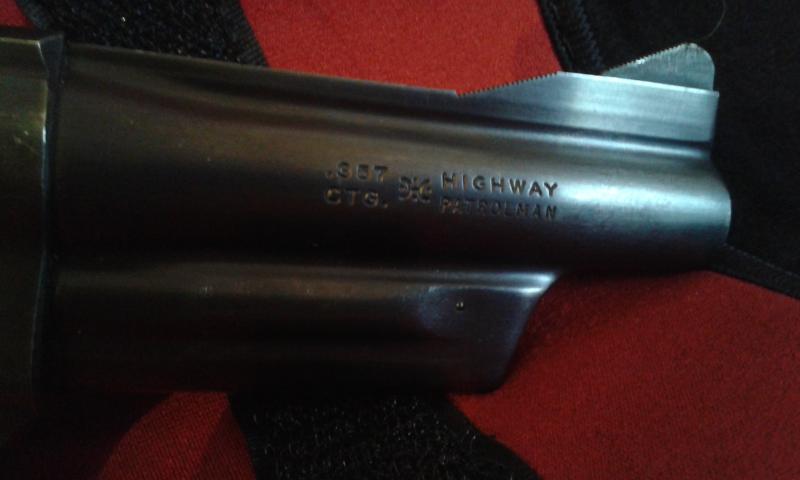 .357 HIGHWAY
CTG. PATROLMAN